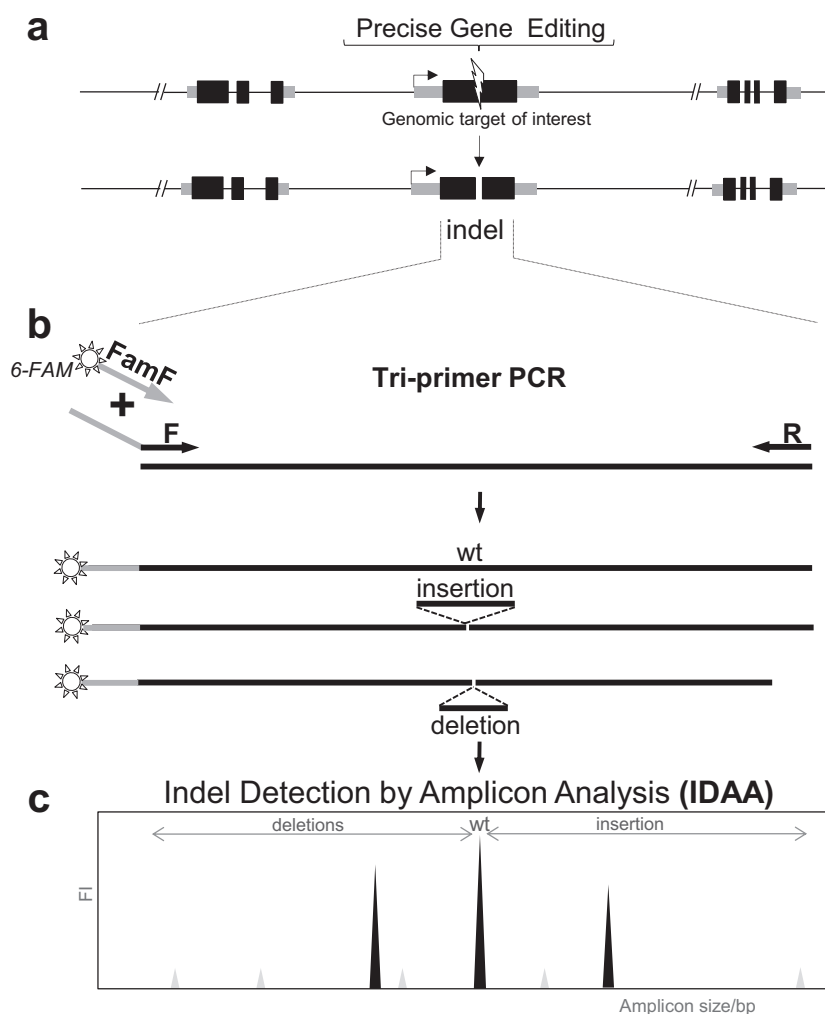 a
Precise Gene Editing
//
//
Genomic target of interest
//
//
indel
b
6-FAM
FamF
+
Tri-primer PCR
F
R
wt
insertion
deletion
c
Indel Detection by Amplicon Analysis (IDAA)
deletions
wt
insertion
FI
Amplicon size/bp